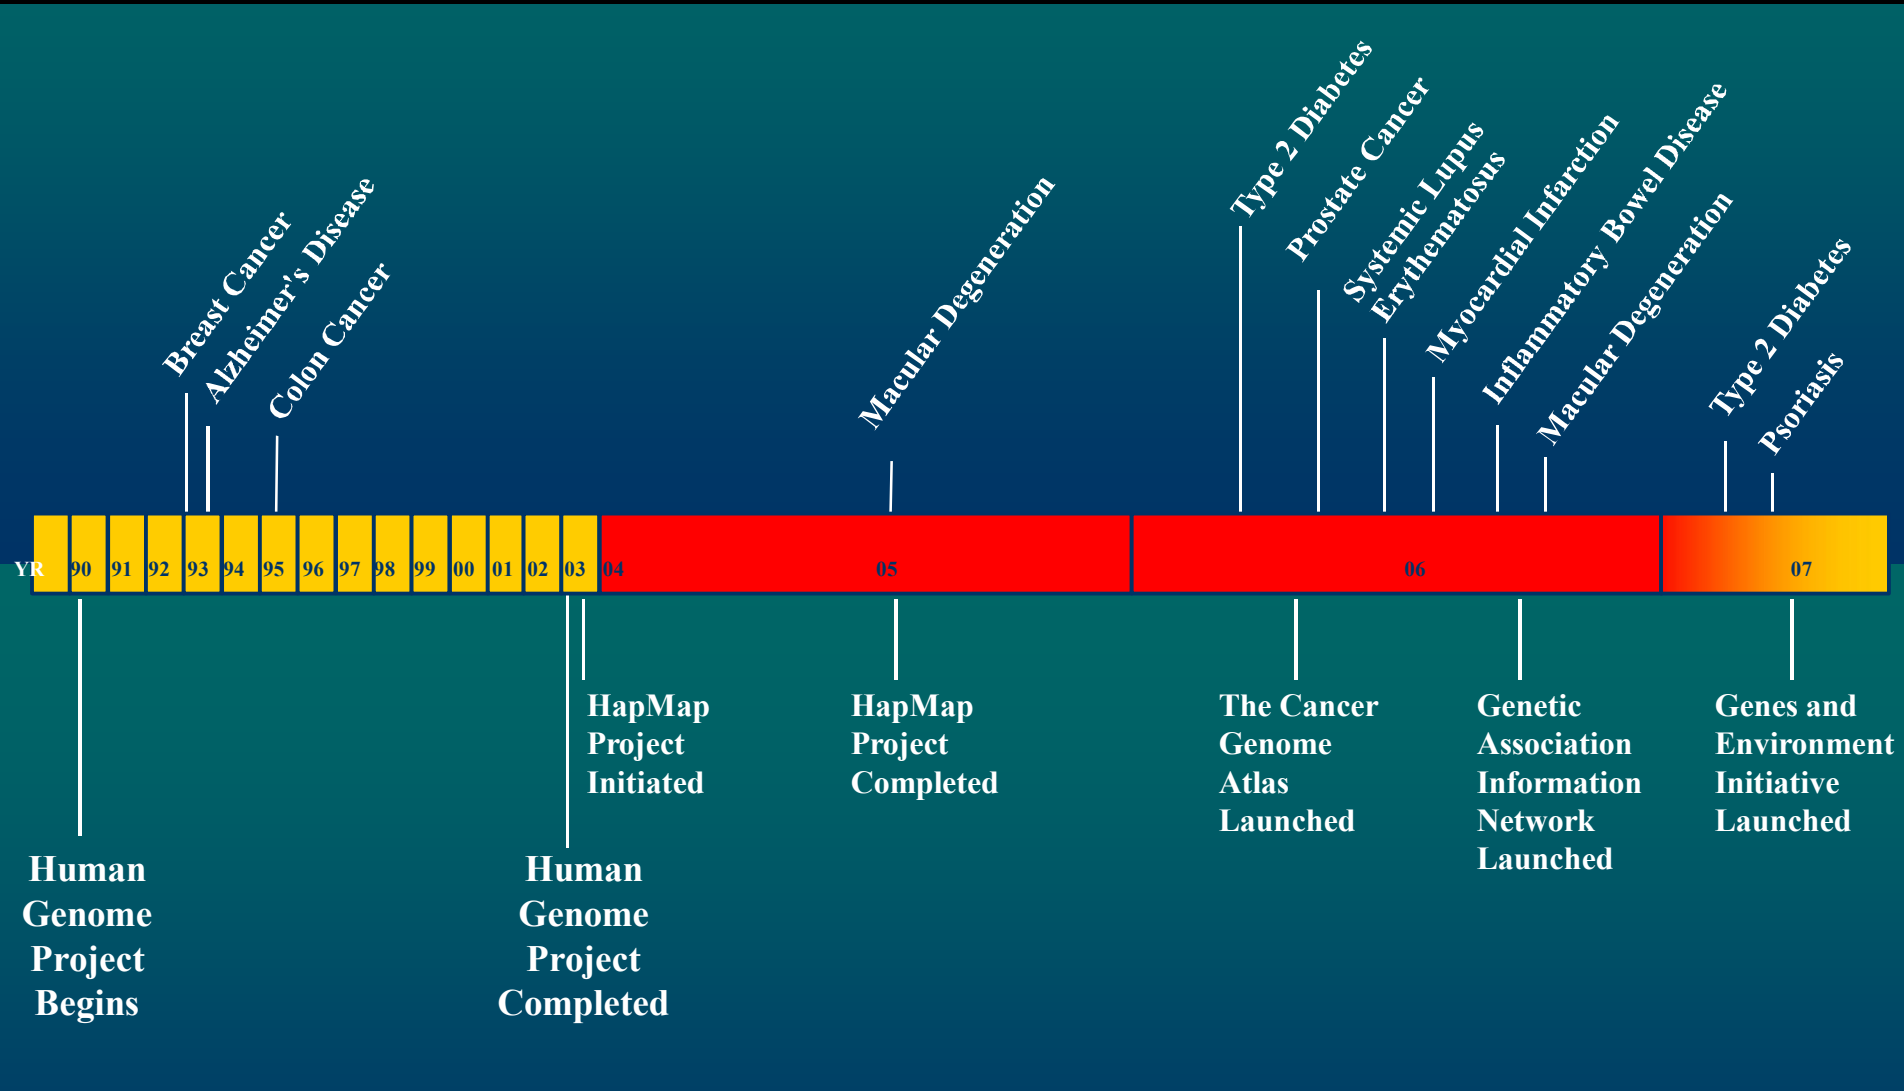 Breast Cancer
Alzheimer's Disease
Colon Cancer
Macular Degeneration
Type 2 Diabetes
Prostate Cancer
Systemic Lupus
Erythematosus
Myocardial Infarction
Inflammatory Bowel Disease
Macular Degeneration
Type 2 Diabetes
Psoriasis
YR 90 91 92 93 94 95 96 97 98 99 00 01 02 03 04 05 06 07
HapMap
Project
Initiated
HapMap
Project
Completed
The Cancer
Genome
Atlas
Launched
Genetic
Association
Information
Network
Launched
Genes and
Environment
Initiative
Launched
Human
Genome
Project
Begins
Human
Genome
Project
Completed